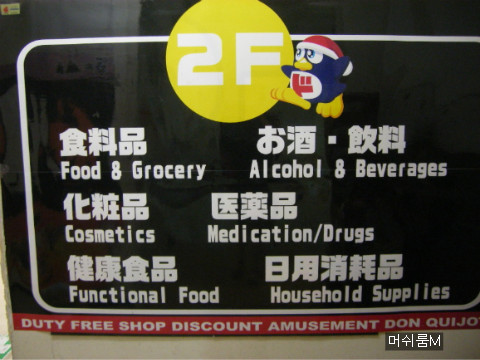 2F
ド
食料品 お酒・飲料
Food & Grocery Alcohol & Beverages
化粧品 医薬品
Cosmetics Medication/Drugs
健康食品 日用消耗品
Functional Food Household Supplies
DUTY FREE SHOP DISCOUNT AMUSEMENT DON QUIJOT
머쉬룸M